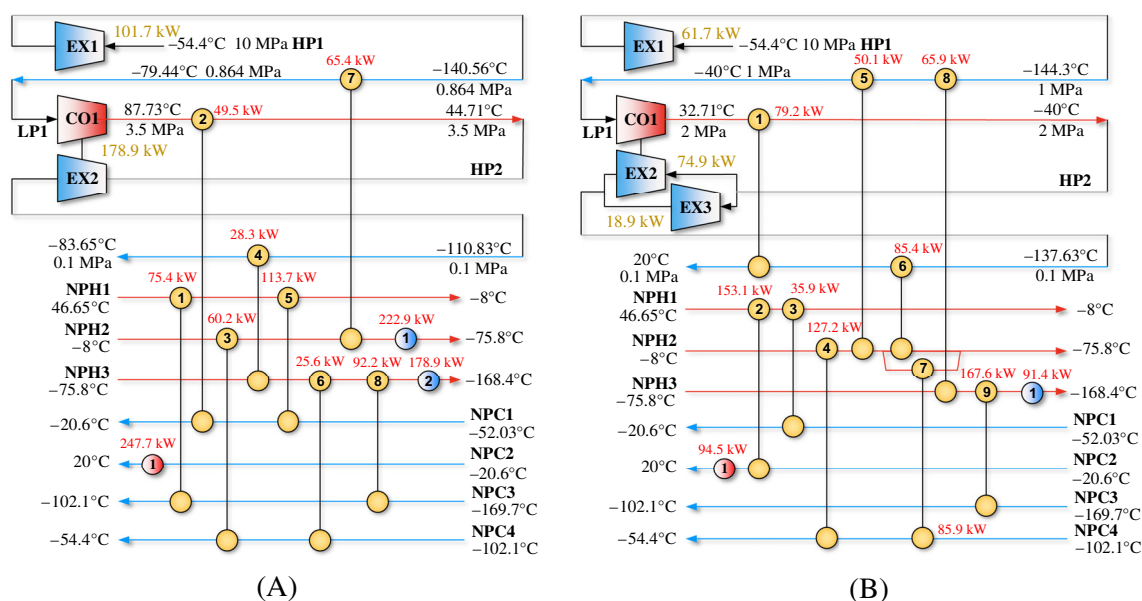 101.7 kW
EX1
−54.4°C 10 MPa HP1
65.4 kW
−79.44°C 0.864 MPa
7
−140.56°C
0.864 MPa
87.73°C
49.5 kW
44.71°C
CO1
2
LP1
3.5 MPa
3.5 MPa
178.9 kW
EX2
HP2
−83.65°C
28.3 kW
−110.83°C
4
0.1 MPa
0.1 MPa
75.4 kW
113.7 kW
NPH1
1
5
−8°C
46.65°C
60.2 kW
222.9 kW
NPH2
3
1
−75.8°C
−8°C
25.6 kW
92.2 kW
178.9 kW
NPH3
6
8
2
−168.4°C
−75.8°C
NPC1
−20.6°C
−52.03°C
247.7 kW
NPC2
20°C
1
−20.6°C
NPC3
−102.1°C
−169.7°C
NPC4
−54.4°C
−102.1°C
(A)
61.7 kW
EX1
−54.4°C 10 MPa HP1
50.1 kW
65.9 kW
−40°C 1 MPa
5
8
−144.3°C
1 MPa
32.71°C
79.2 kW
−40°C
CO1
1
LP1
2 MPa
2 MPa
74.9 kW
EX2
HP2
EX3
18.9 kW
20°C
85.4 kW
−137.63°C
6
0.1 MPa
0.1 MPa
NPH1
153.1 kW
35.9 kW
2
3
−8°C
46.65°C
127.2 kW
NPH2
4
−75.8°C
−8°C
7
167.6 kW
91.4 kW
NPH3
9
1
−168.4°C
−75.8°C
NPC1
−20.6°C
−52.03°C
94.5 kW
NPC2
20°C
1
−20.6°C
NPC3
−102.1°C
−169.7°C
NPC4
−54.4°C
85.9 kW
−102.1°C
(B)